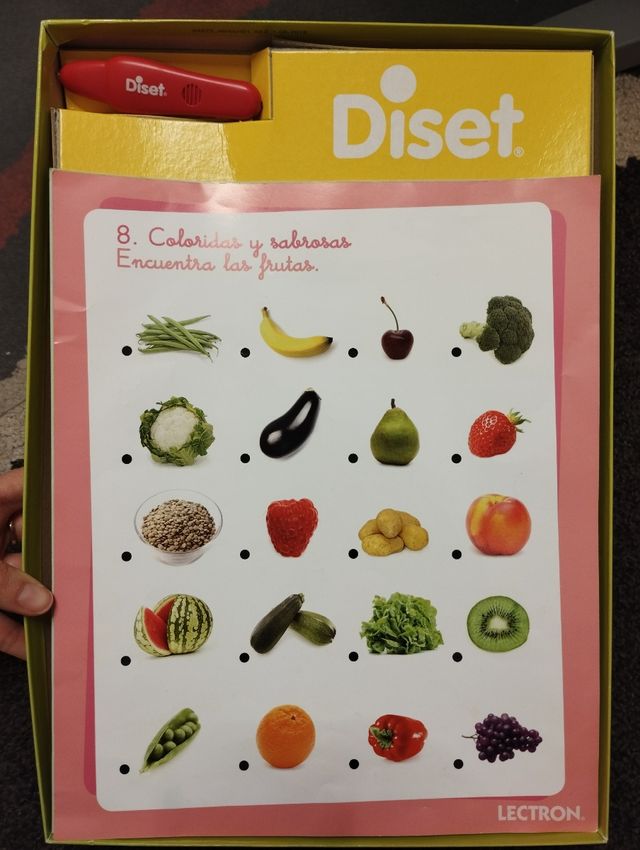 Diset®
Diset®
8. Coloridas y sabrosas
Encuentra las frutas.
LECTRON®